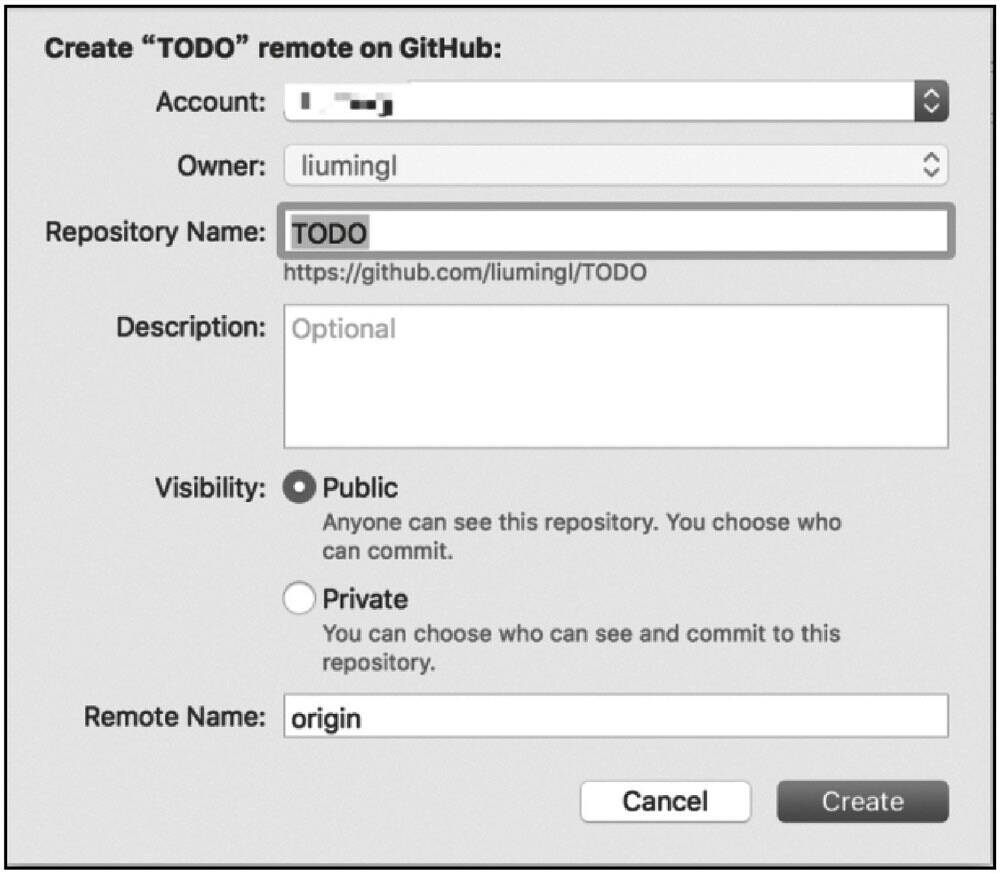 Create “TODO” remote on GitHub:
Account:
Owner: liumingl
Repository Name: TODO
https://github.com/liumingl/TODO
Description: Optional
Visibility: Public
Anyone can see this repository. You choose who
can commit.
Private
You can choose who can see and commit to this
repository.
Remote Name: origin
Cancel Create